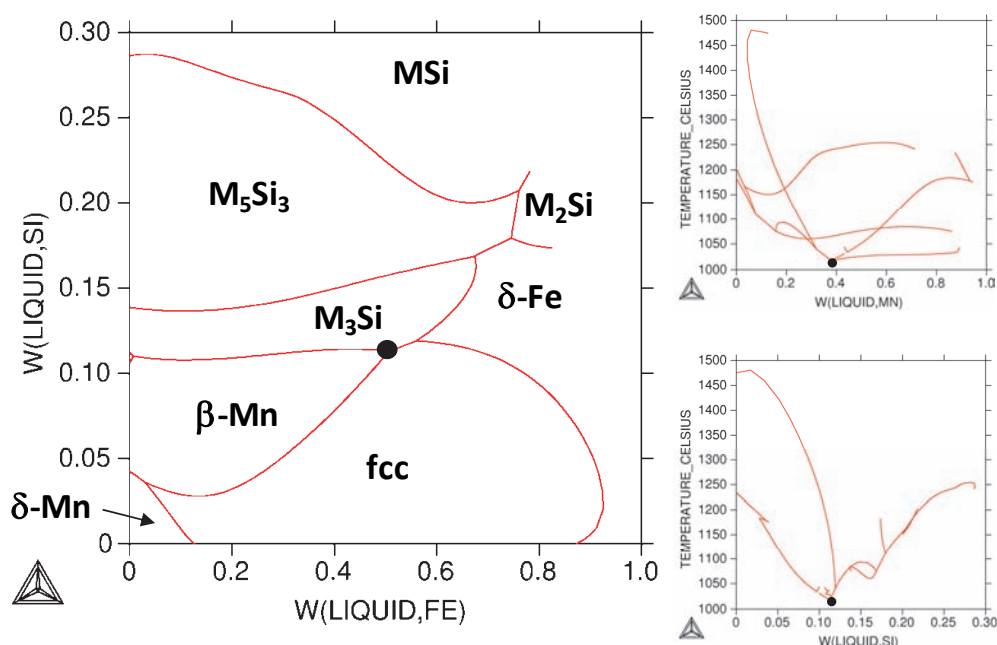 0.30
0.25
0.20
0.15
0.10
0.05
0
W(LIQUID,SI)
MSi
M5Si3
M2Si
δ-Fe
M3Si
β-Mn
fcc
δ-Mn
0 0.2 0.4 0.6 0.8 1.0
W(LIQUID,FE)
1500
1450
1400
1350
1300
1250
1200
1150
1100
1050
1000
TEMPERATURE_CELSIUS
0 0.2 0.4 0.6 0.8 1.0
W(LIQUID,MN)
1500
1450
1400
1350
1300
1250
1200
1150
1100
1050
1000
TEMPERATURE_CELSIUS
0 0.05 0.10 0.15 0.20 0.25 0.30
W(LIQUID,SI)